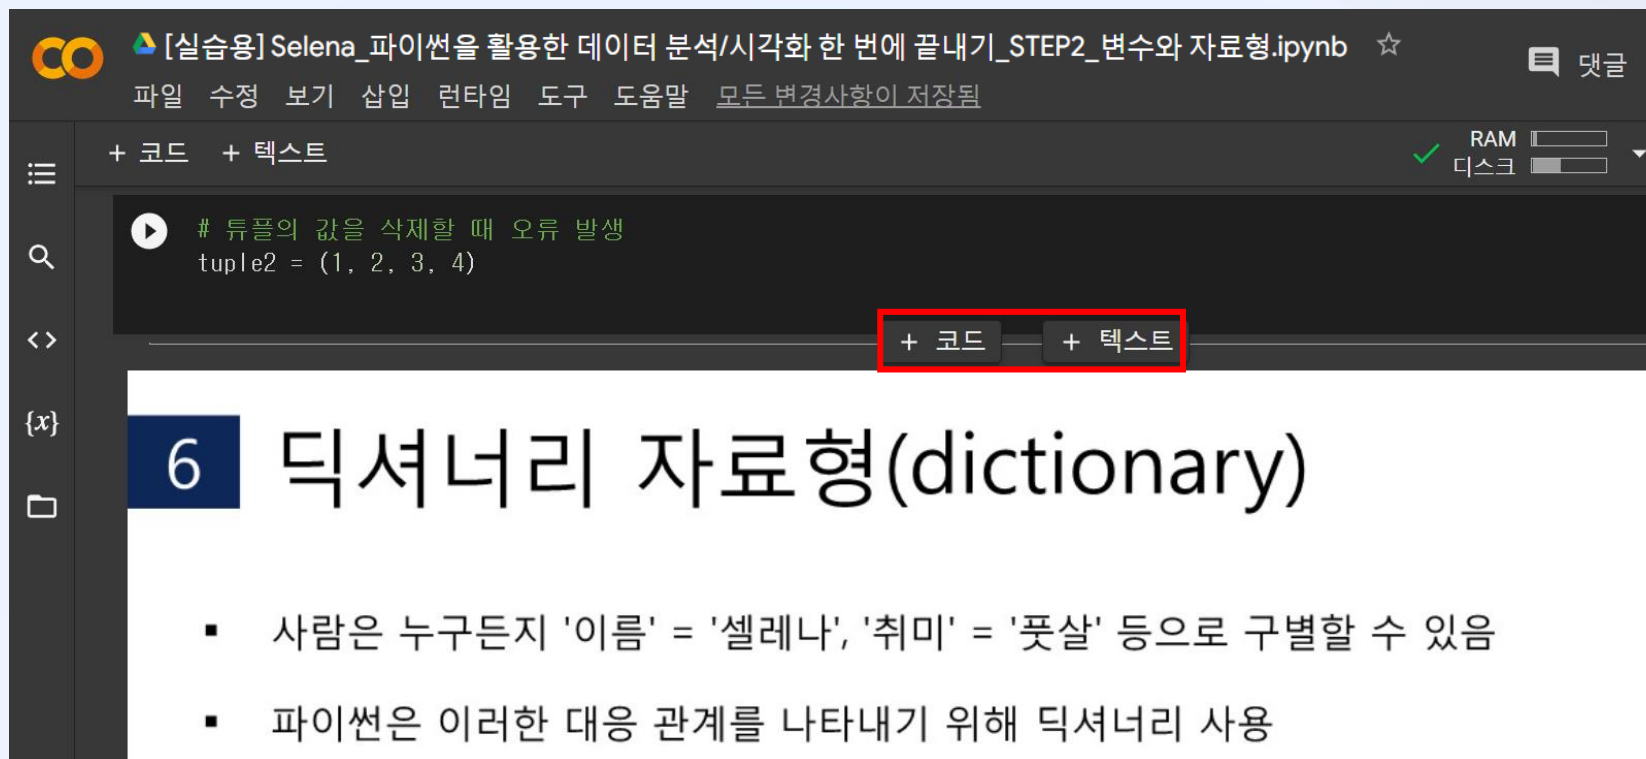 [실습용] Selena_파이썬을 활용한 데이터 분석/시각화 한 번에 끝내기_STEP2_변수와 자료형.ipynb
댓글
파일 수정 보기 삽입 런타임 도구 도움말 모든 변경사항이 저장됨
+ 코드 + 텍스트
RAM
디스크
# 튜플의 값을 삭제할 때 오류 발생
tuple2 = (1, 2, 3, 4)
+ 코드 + 텍스트
{x}
6 딕셔너리 자료형(dictionary)
▪ 사람은 누구든지 '이름' = '셀레나', '취미' = '풋살' 등으로 구별할 수 있음
▪ 파이썬은 이러한 대응 관계를 나타내기 위해 딕셔너리 사용